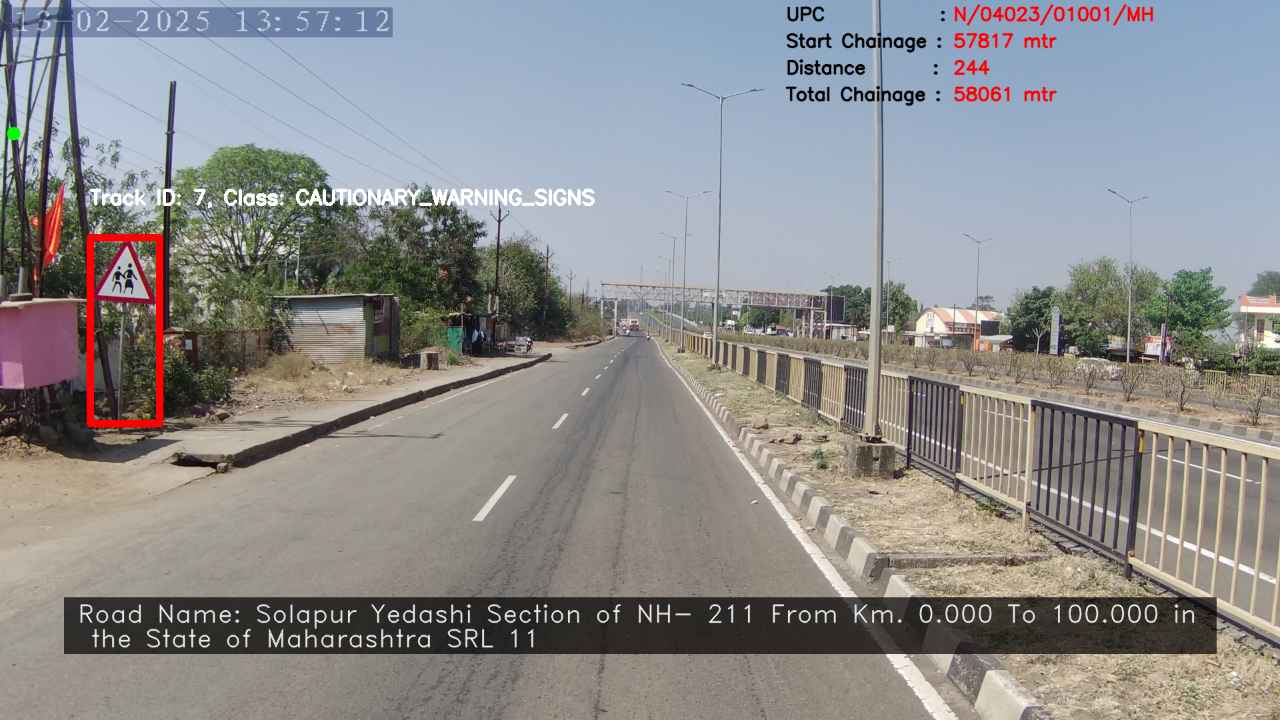 13-02-2025 13:57:12
UPC : N/04023/01001/MH
Start Chainage : 57817 mtr
Distance : 244
Total Chainage : 58061 mtr
Track ID: 7, Class: CAUTIONARY_WARNING_SIGNS
Road Name: Solapur Yedashi Section of NH- 211 From Km. 0.000 To 100.000 in
the State of Maharashtra SRL 11